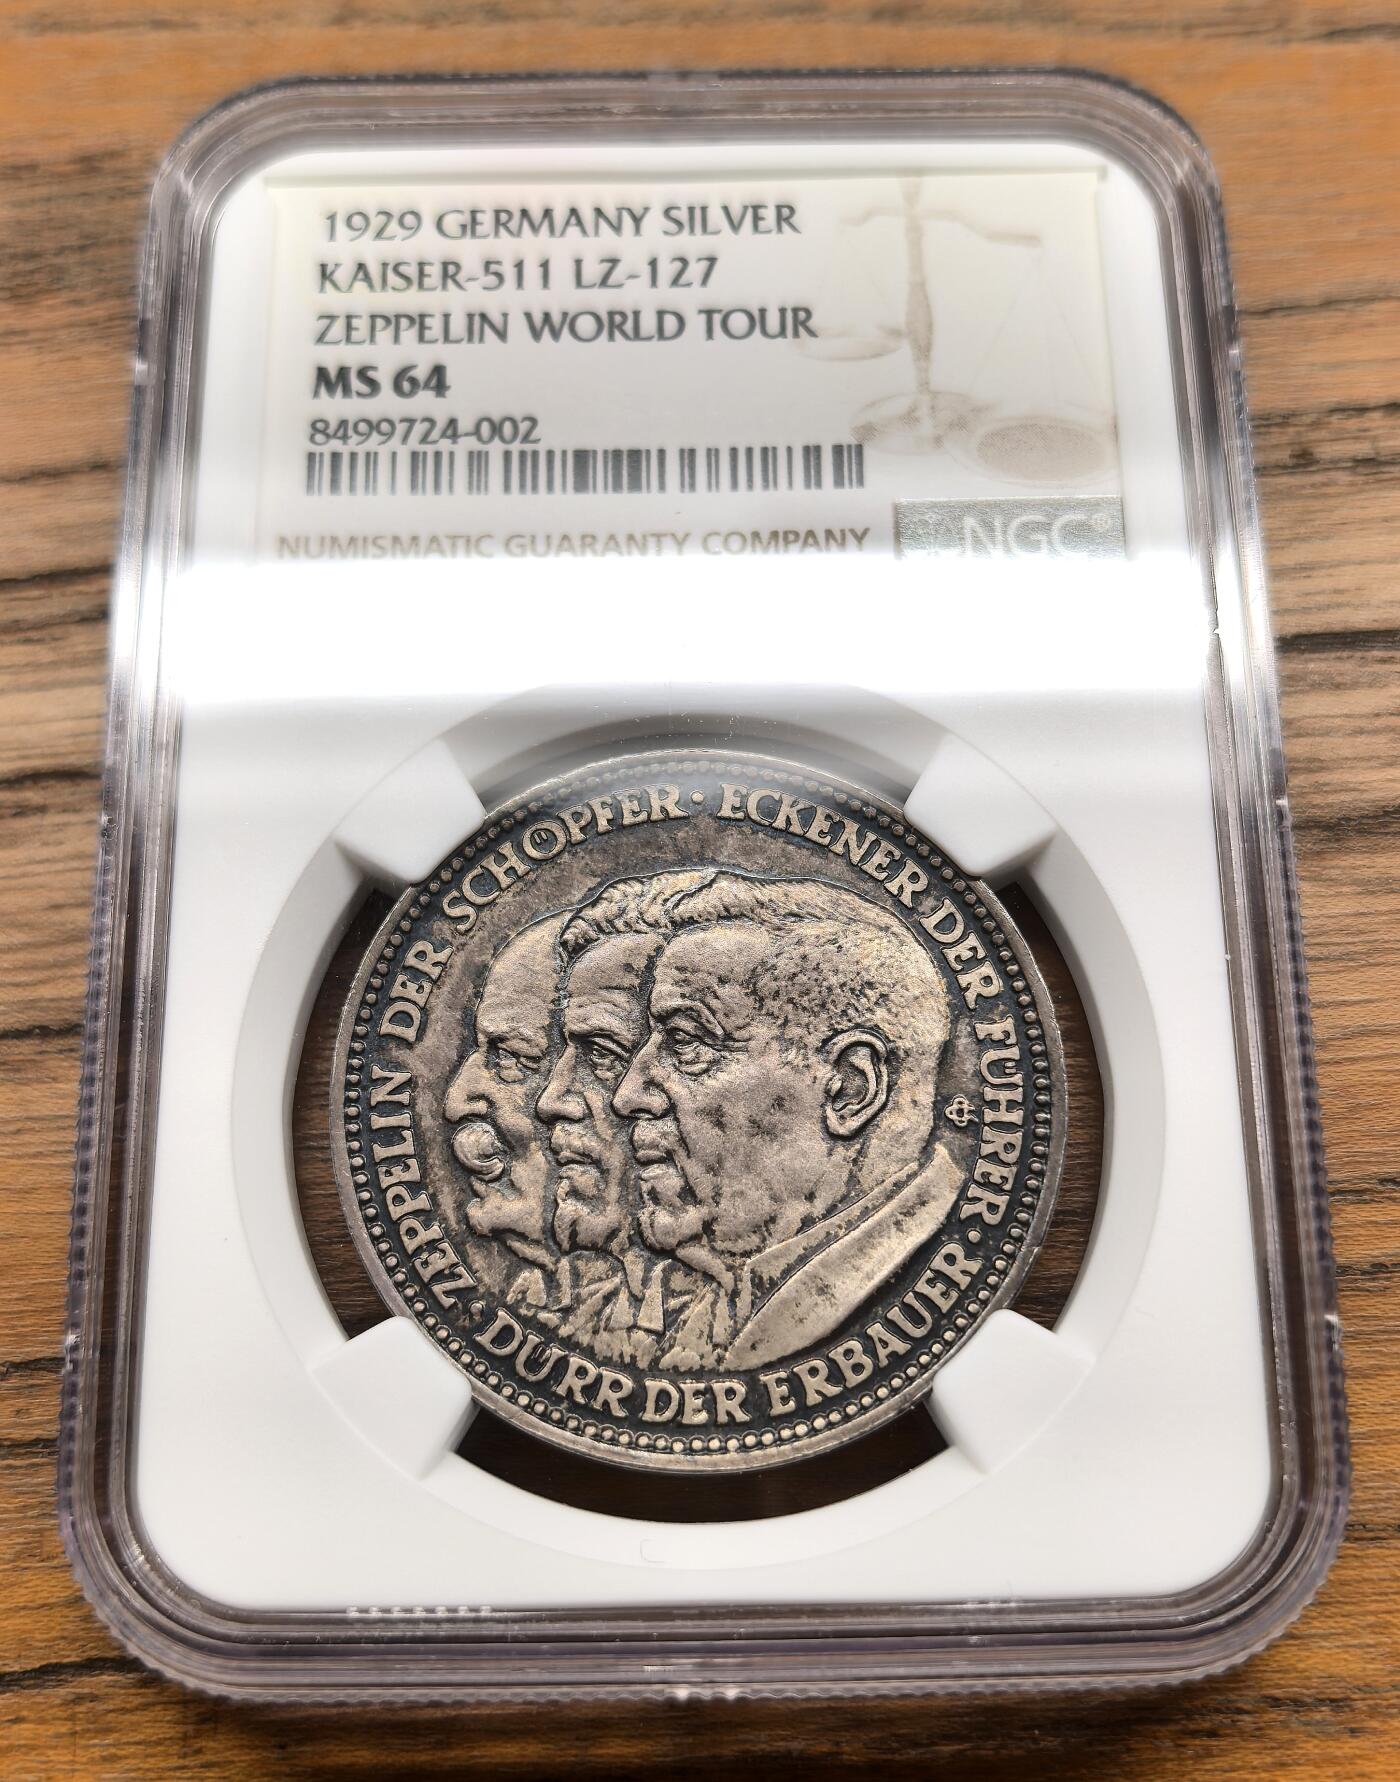 1929 GERMANY SILVER
KAISER-511 LZ-127
ZEPPELIN WORLD TOUR
MS 64
8499724-002
NUMISMATIC GUARANTY COMPANY
NGC®
ZEPPELIN DER SCHÖPFER · ECKENER DER FÜHRER · DÜRR DER ERBAUER ·